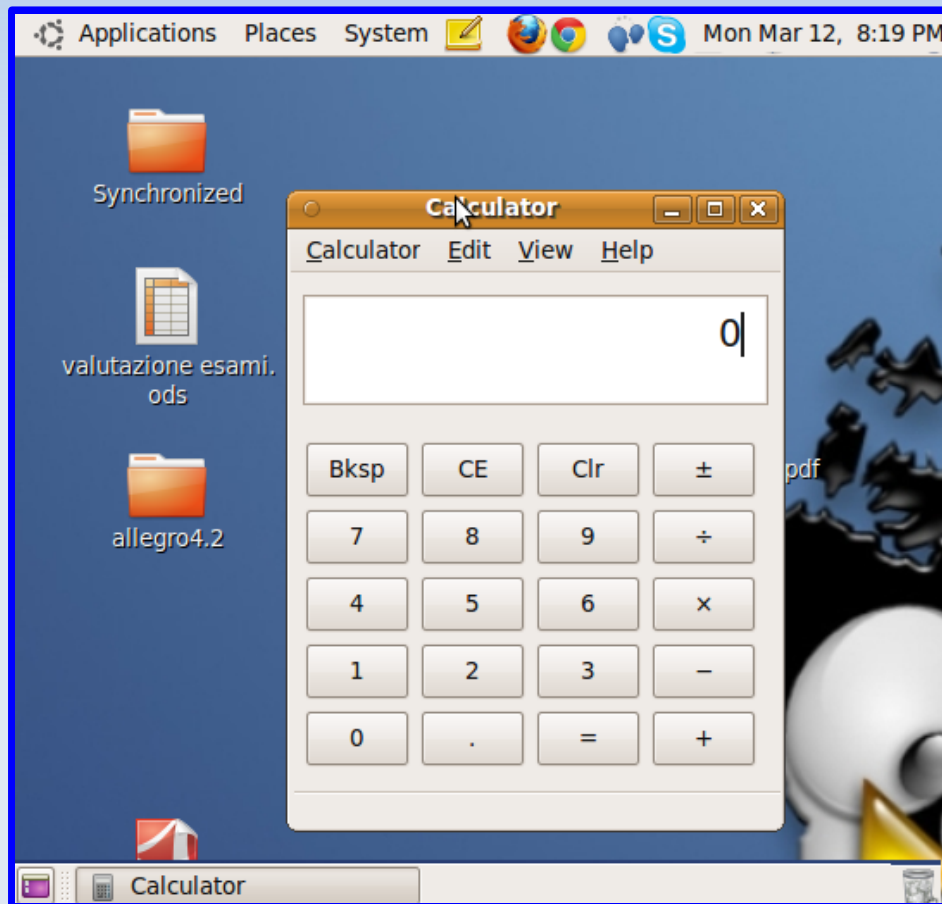 Applications Places System Mon Mar 12, 8:19 PM
Synchronized
valutazione esami.
ods
allegro4.2
Calculator
Calculator Edit View Help
0
Bksp CE Clr ±
7 8 9 ÷
4 5 6 ×
1 2 3 −
0 . = +
pdf
Calculator